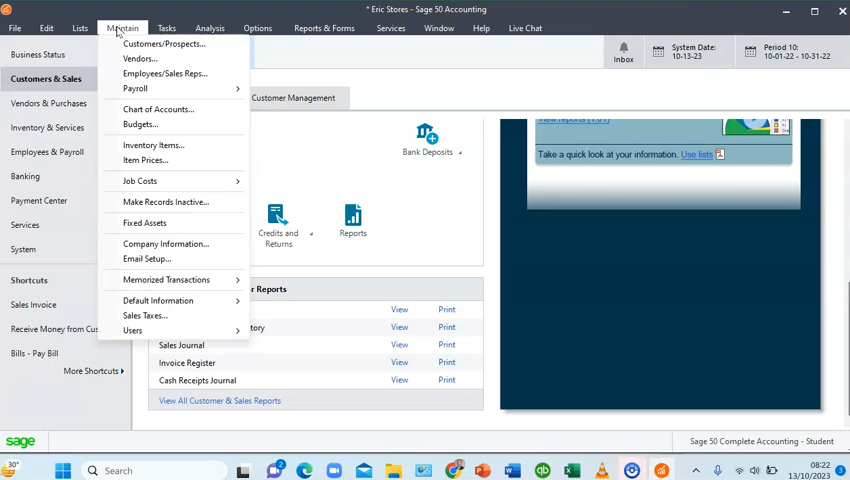 * Eric Stores - Sage 50 Accounting
File Edit Lists Maintain Tasks Analysis Options Reports & Forms Services Window Help Live Chat
Inbox
System Date:
10-13-23
Period 10:
10-01-22 - 10-31-22
Business Status
Customers & Sales
Vendors & Purchases
Inventory & Services
Employees & Payroll
Banking
Payment Center
Services
System
Shortcuts
Sales Invoice
Receive Money from Cus
Bills - Pay Bill
More Shortcuts
Customers/Prospects...
Vendors...
Employees/Sales Reps...
Payroll
Chart of Accounts...
Budgets...
Inventory Items...
Item Prices...
Job Costs
Make Records Inactive...
Fixed Assets
Company Information...
Email Setup...
Memorized Transactions
Default Information
Sales Taxes...
Users
Customer Management
Bank Deposits
Credits and
Returns
Reports
Take a quick look at your information. Use lists
er Reports
View Print
tory View Print
Sales Journal View Print
Invoice Register View Print
Cash Receipts Journal View Print
View All Customer & Sales Reports
sage
Sage 50 Complete Accounting - Student
30°
Search
2
08:22
13/10/2023